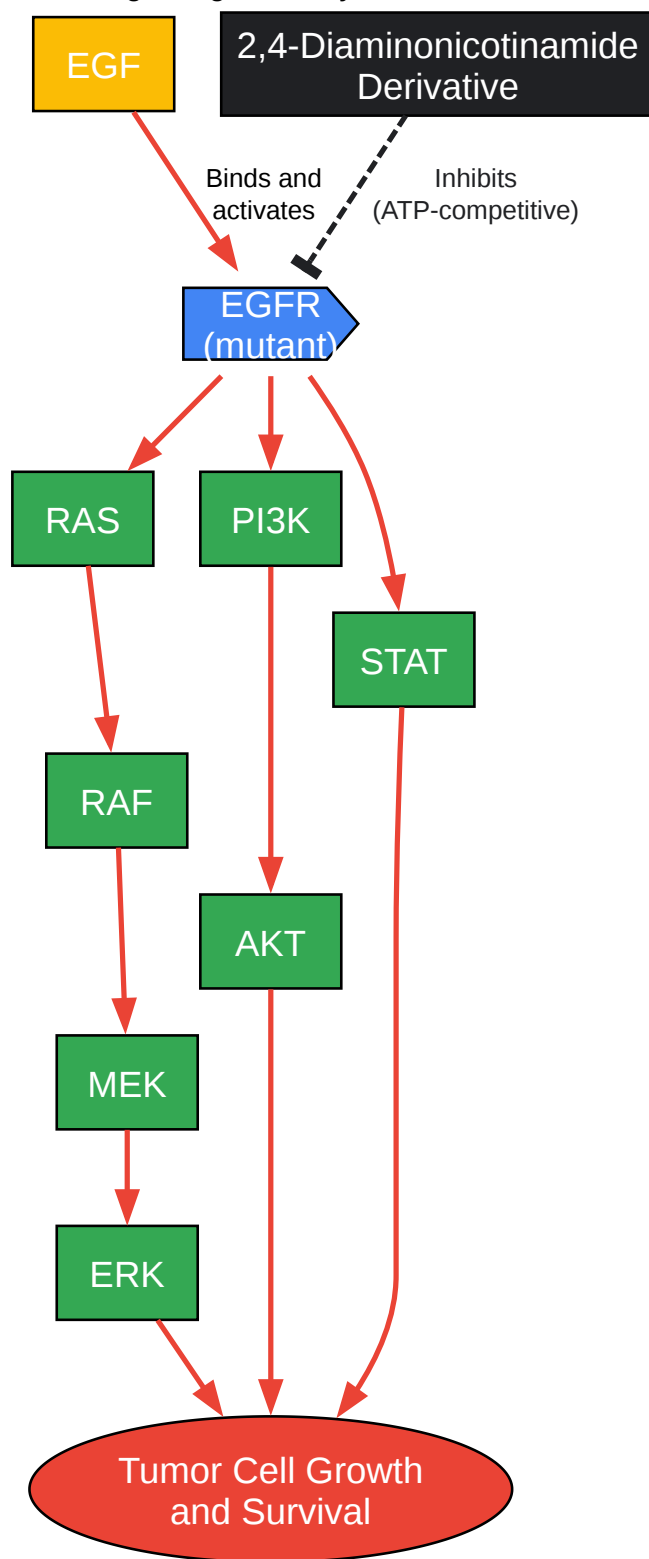 EGF
2,4-Diaminonicotinamide
Derivative
Binds and
activates
Inhibits
(ATP-competitive)
EGFR
(mutant)
RAS
PI3K
STAT
RAF
AKT
MEK
ERK
Tumor Cell Growth
and Survival